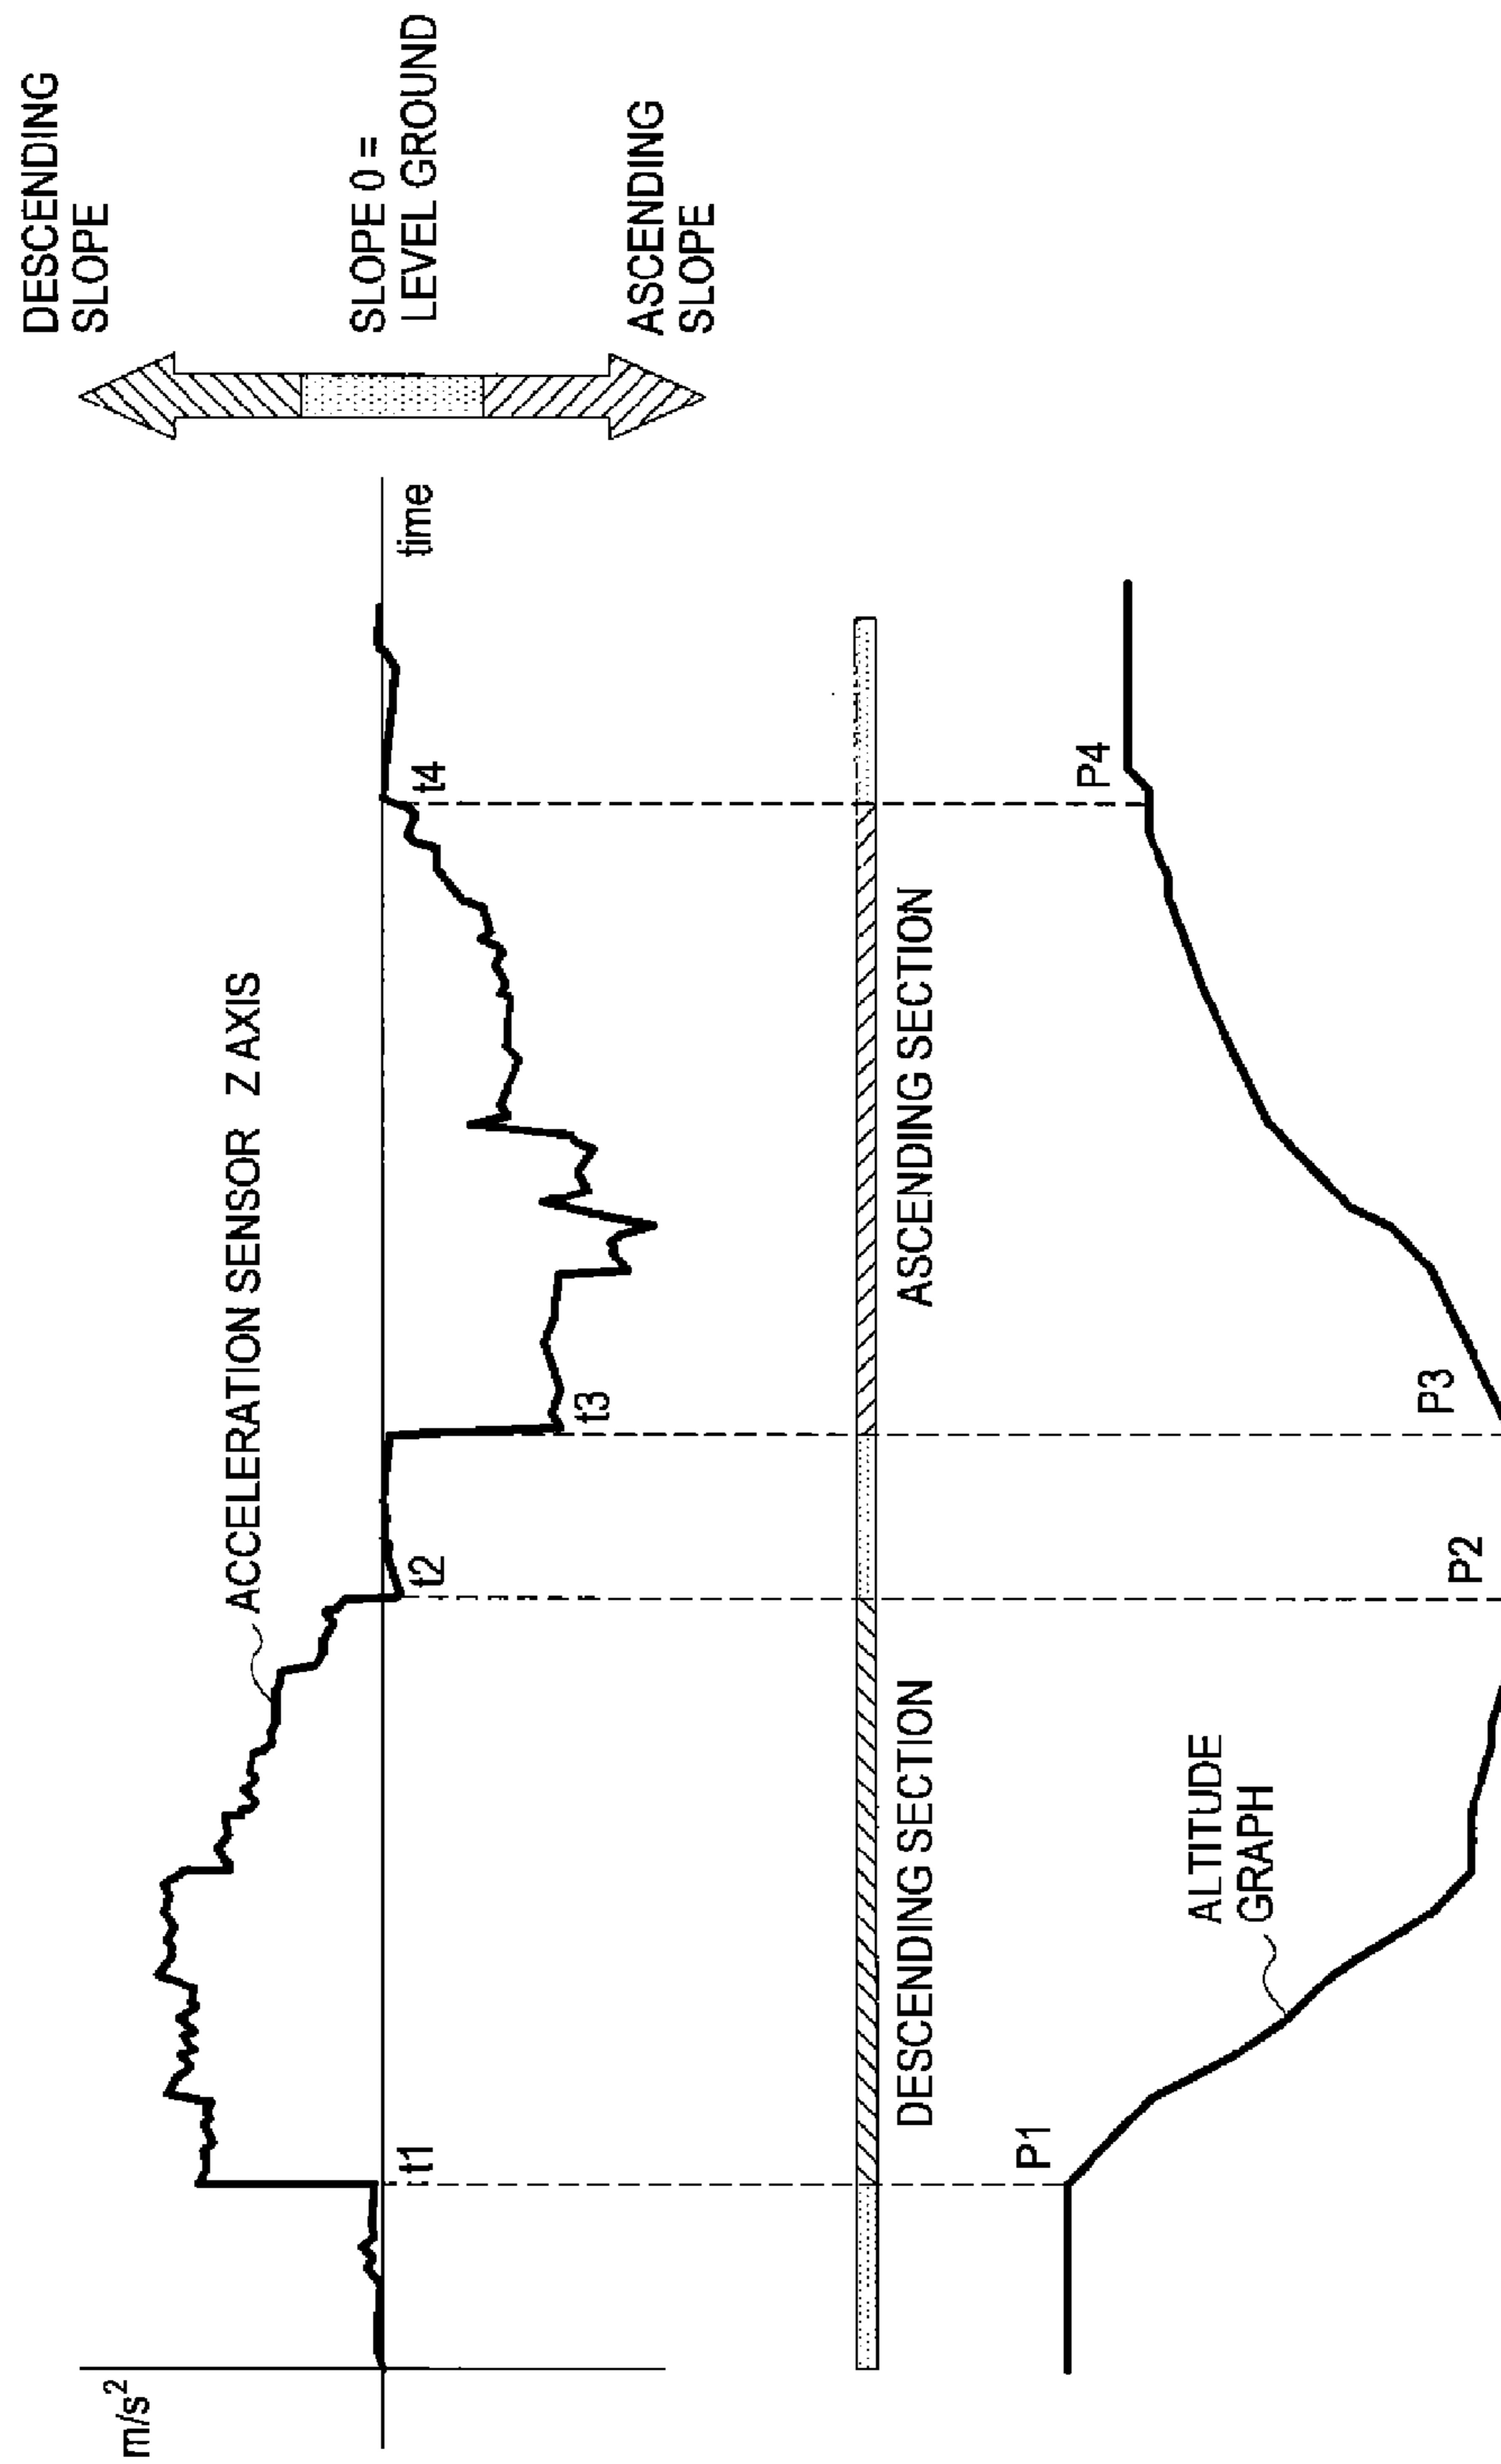 m/s²
ACCELERATION SENSOR Z AXIS
DESCENDING
SLOPE
SLOPE 0 =
LEVEL GROUND
ASCENDING
SLOPE
time
t1
t2
t3
t4
DESCENDING SECTION
ASCENDING SECTION
P1
ALTITUDE
GRAPH
P2
P3
P4